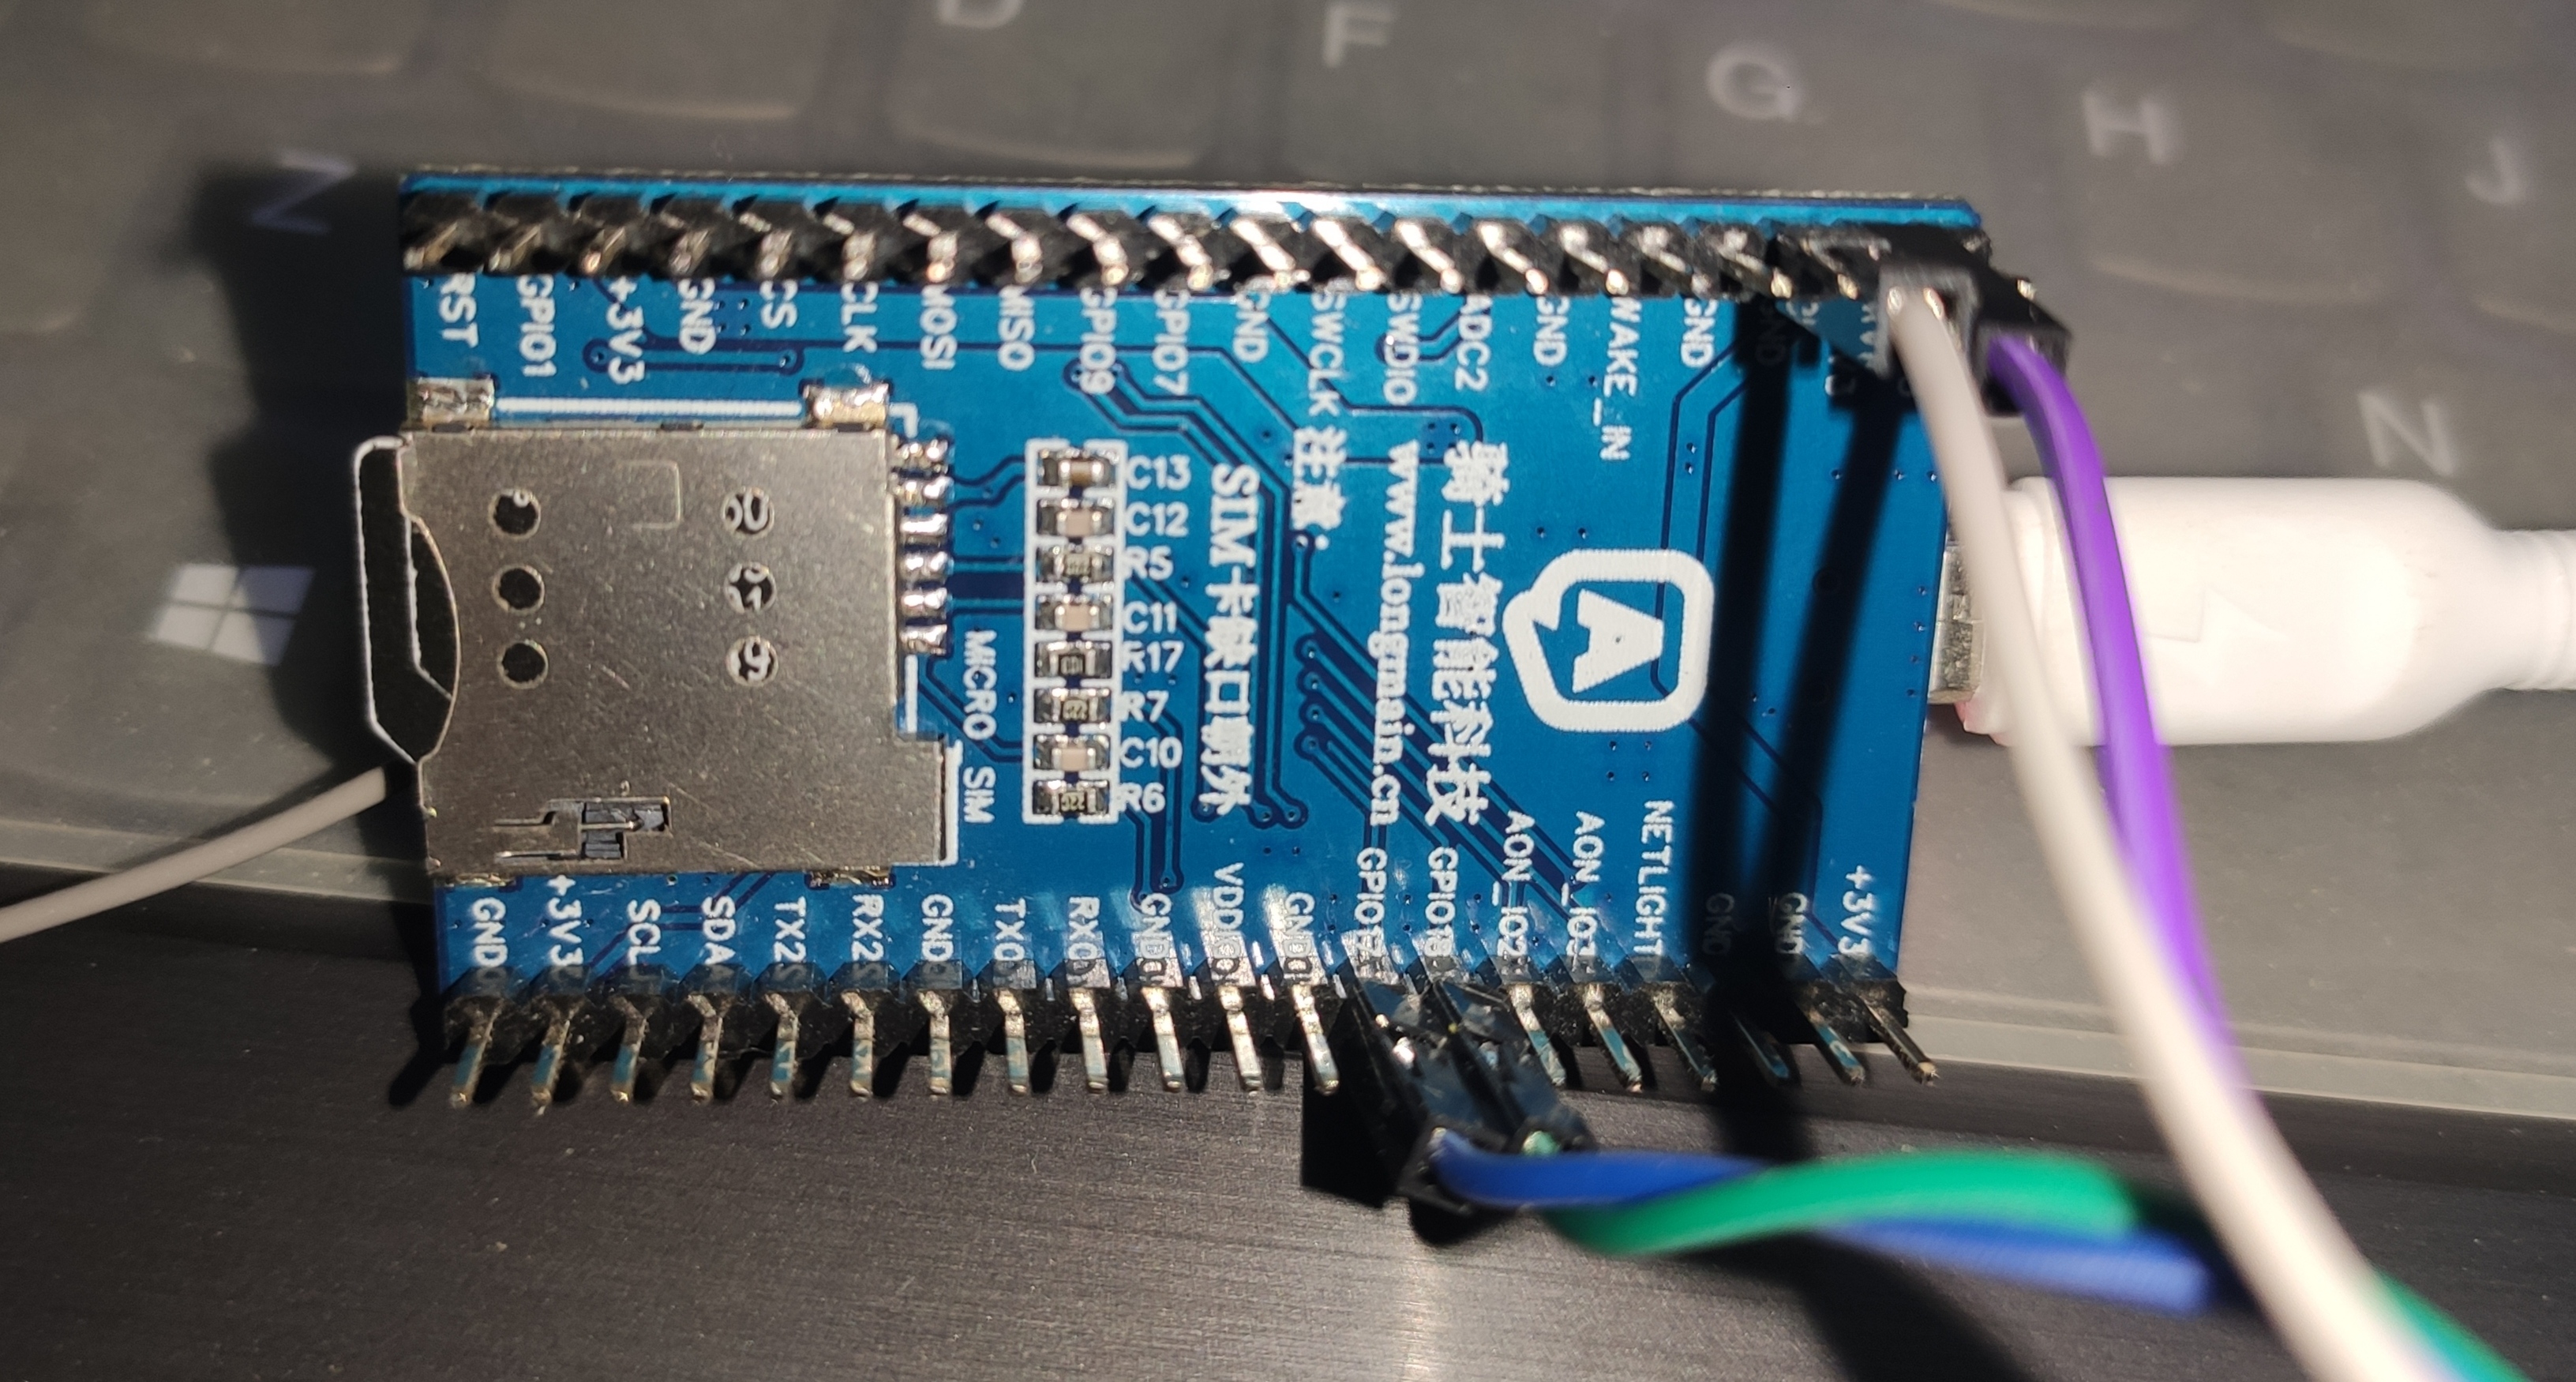 D
F
G
H
J
Z
N
RST
GPIO1
+3V3
GND
CS
CLK
MOSI
MISO
GPIO9
GPIO7
GND
SWCLK
SWDIO
ADC2
GND
WAKE_IN
GND
GND
C13
C12
R5
C11
R17
R7
C10
R6
MICRO SIM
注意:
SIM卡缺口朝外
骑士智能科技
www.longmain.cn
A
GND
+3V3
SCL
SDA
TX2
RX2
GND
TX0
RX0
GND
GND
AON_IO2
AON_IO3
NETLIGHT
GND
GND
+3V3